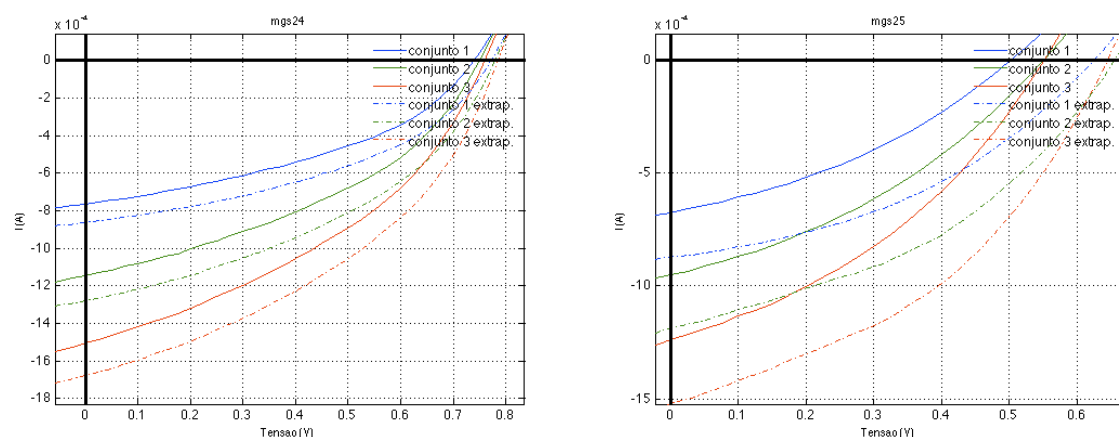 x 10⁻⁴
mgs24
conjunto 1
conjunto 2
conjunto 3
conjunto 1 extrap.
conjunto 2 extrap.
conjunto 3 extrap.
0
-2
-4
-6
-8
-10
-12
-14
-16
-18
I(A)
0 0.1 0.2 0.3 0.4 0.5 0.6 0.7 0.8
Tensao(V)
x 10⁻⁴
mgs25
conjunto 1
conjunto 2
conjunto 3
conjunto 1 extrap.
conjunto 2 extrap.
conjunto 3 extrap.
0
-5
-10
-15
I(A)
0 0.1 0.2 0.3 0.4 0.5 0.6
Tensao(V)